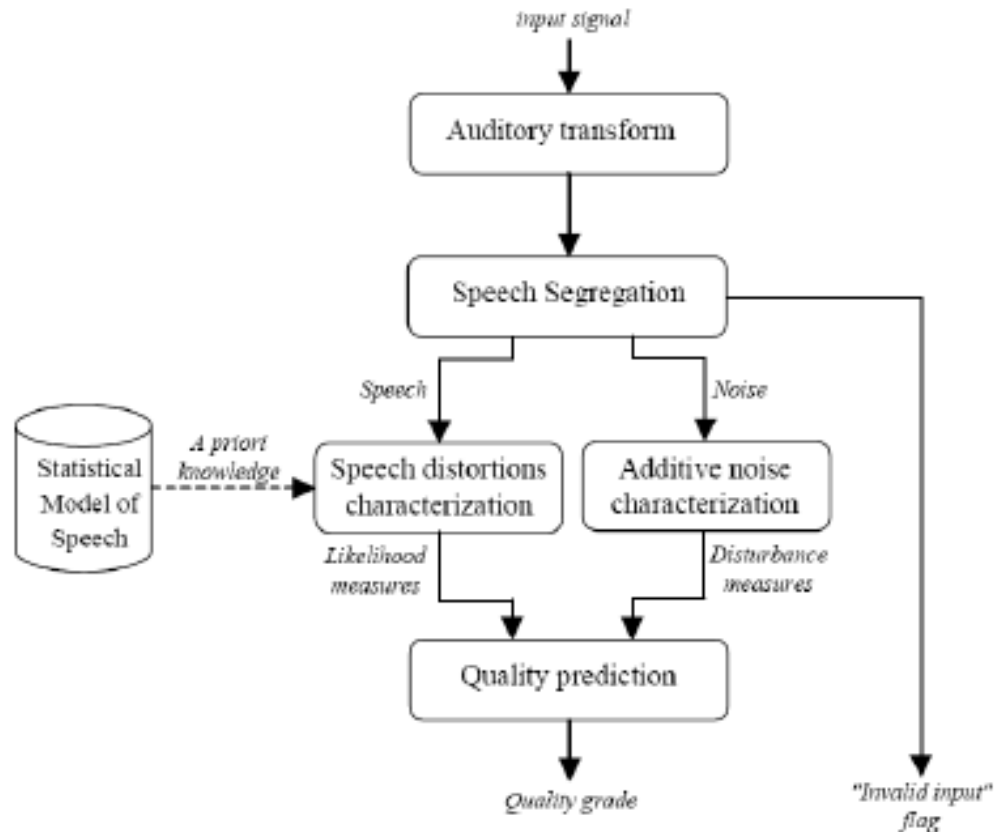 input signal
Auditory transform
Speech Segregation
Speech
Noise
A priori
knowledge
Statistical
Model of
Speech
Speech distortions
characterization
Additive noise
characterization
Likelihood
measures
Disturbance
measures
Quality prediction
Quality grade
"Invalid input"
flag